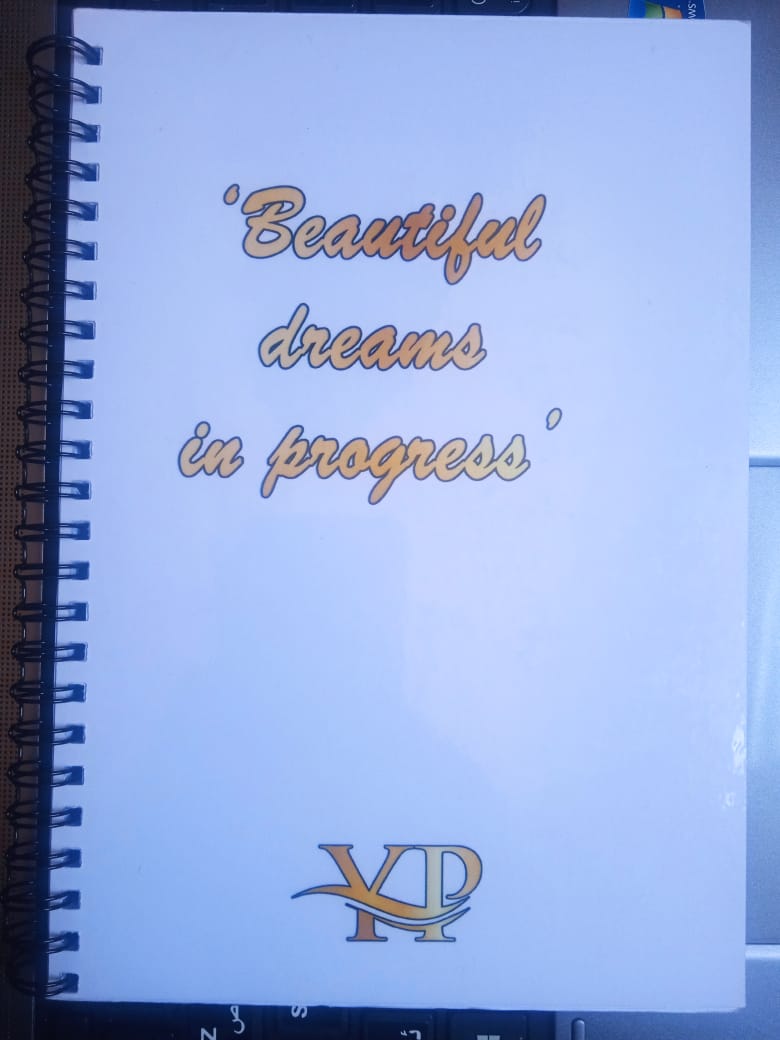 ‘Beautiful
dreams
in progress’
YP
Z
ص
S